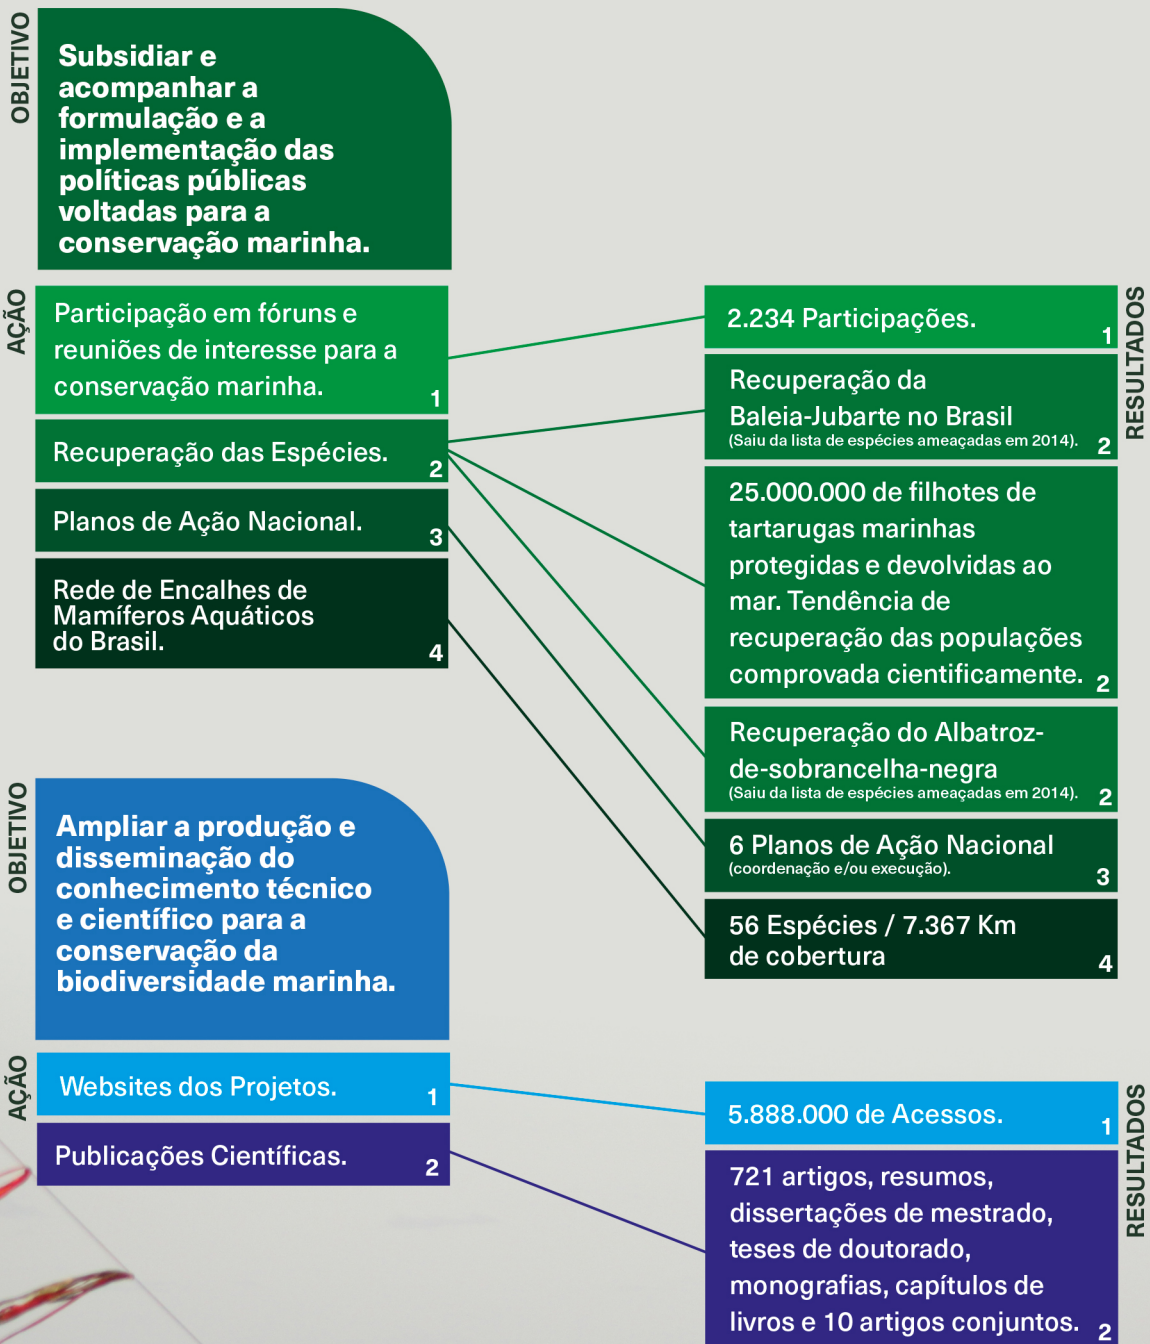 OBJETIVO
Subsidiar e
acompanhar a
formulação e a
implementação das
políticas públicas
voltadas para a
conservação marinha.
AÇÃO
Participação em fóruns e
reuniões de interesse para a
conservação marinha.
1
Recuperação das Espécies.
2
Planos de Ação Nacional.
3
Rede de Encalhes de
Mamíferos Aquáticos
do Brasil.
4
RESULTADOS
2.234 Participações.
1
Recuperação da
Baleia-Jubarte no Brasil
(Saiu da lista de espécies ameaçadas em 2014).
2
25.000.000 de filhotes de
tartarugas marinhas
protegidas e devolvidas ao
mar. Tendência de
recuperação das populações
comprovada cientificamente.
2
Recuperação do Albatroz-
de-sobrancelha-negra
(Saiu da lista de espécies ameaçadas em 2014).
2
6 Planos de Ação Nacional
(coordenação e/ou execução).
3
56 Espécies / 7.367 Km
de cobertura
4
OBJETIVO
Ampliar a produção e
disseminação do
conhecimento técnico
e científico para a
conservação da
biodiversidade marinha.
AÇÃO
Websites dos Projetos.
1
Publicações Científicas.
2
RESULTADOS
5.888.000 de Acessos.
1
721 artigos, resumos,
dissertações de mestrado,
teses de doutorado,
monografias, capítulos de
livros e 10 artigos conjuntos.
2